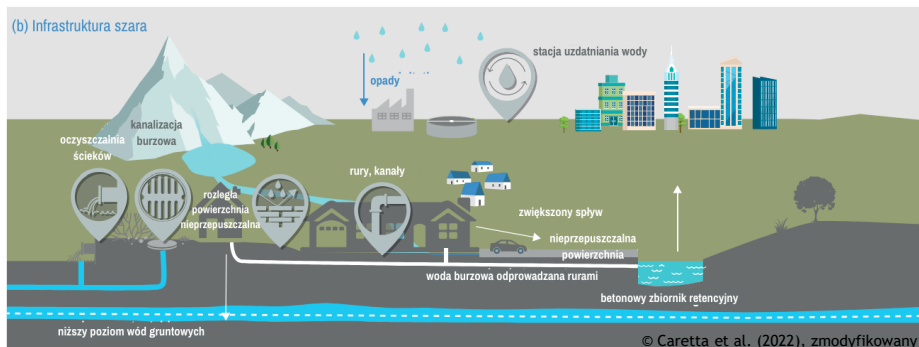 (b) Infrastruktura szara
stacja uzdatniania wody
opady
kanalizacja
burzowa
oczyszczalnia
ścieków
rury, kanały
rozległa
powierzchnia
nieprzepuszczalna
zwiększony spływ
nieprzepuszczalna
powierzchnia
woda burzowa odprowadzana rurami
betonowy zbiornik retencyjny
niższy poziom wód gruntowych
© Caretta et al. (2022), zmodyfikowany